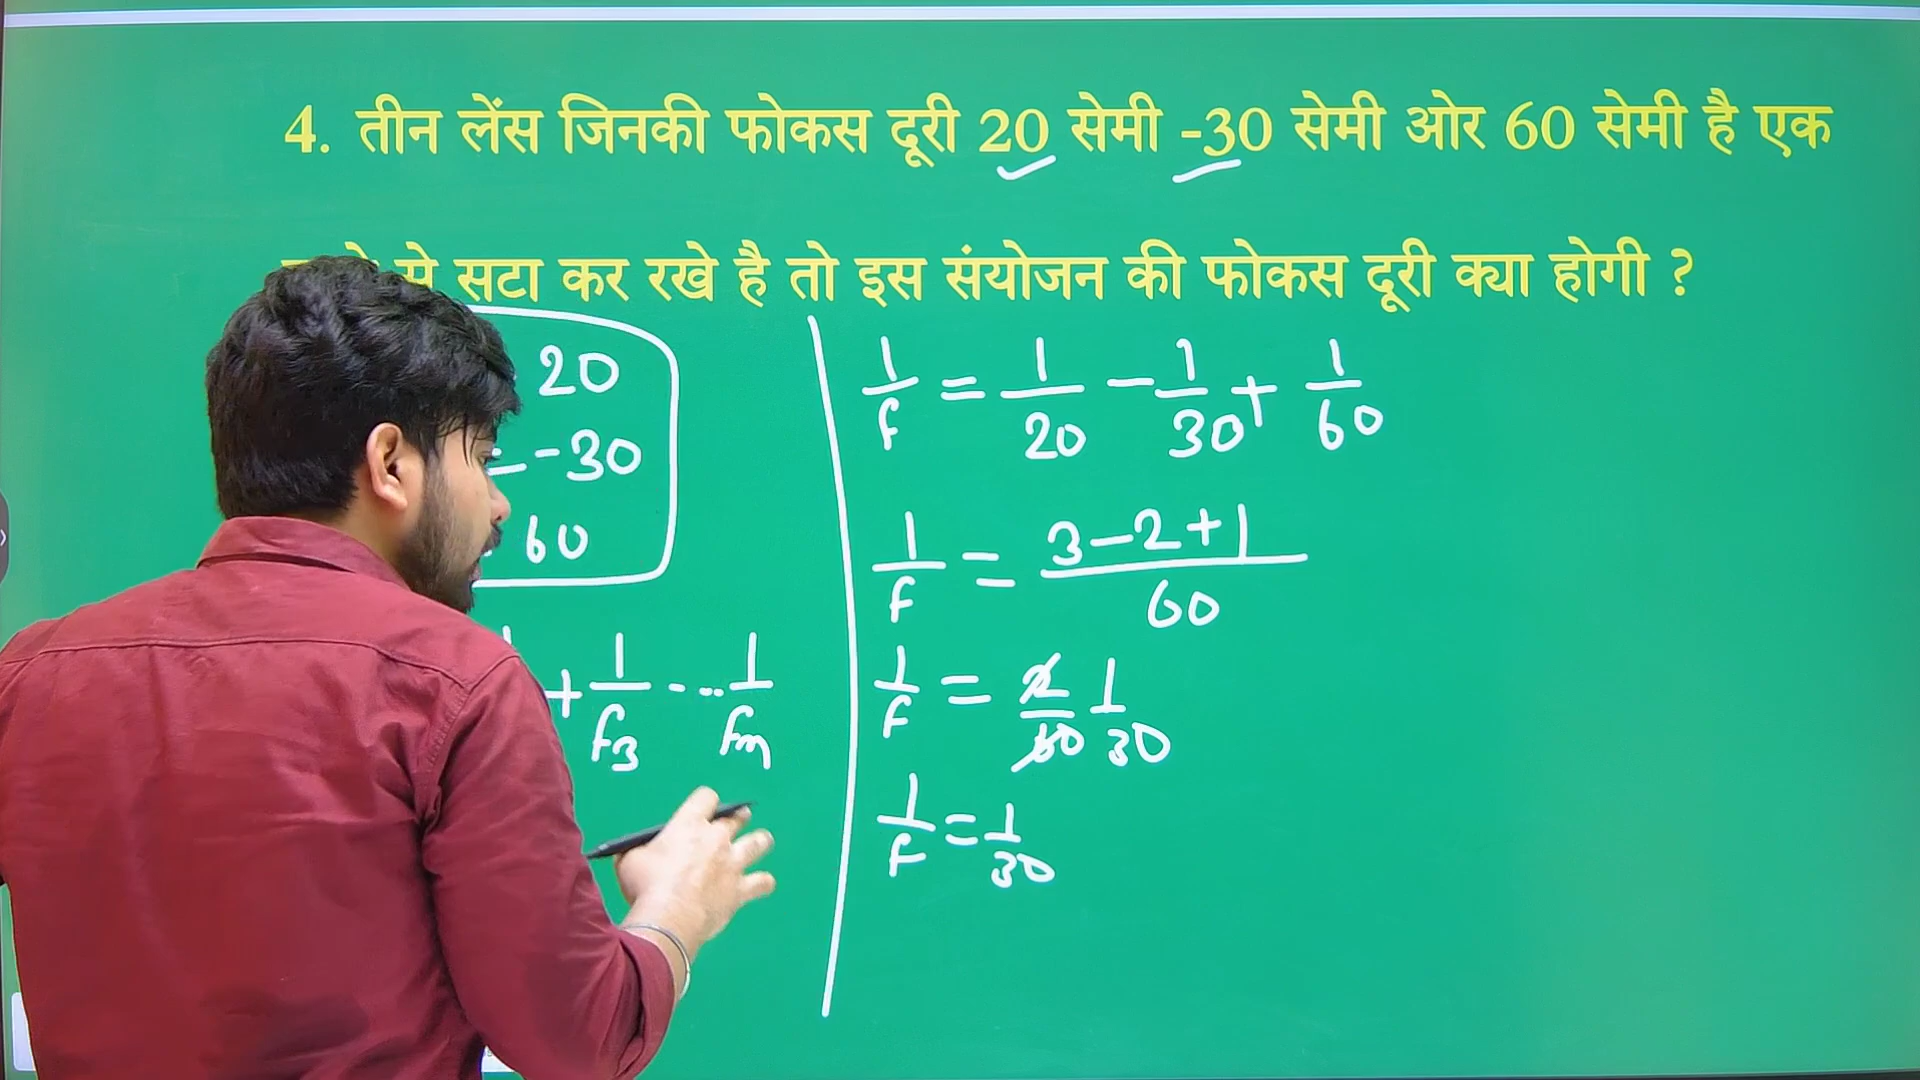 4. तीन लेंस जिनकी फोकस दूरी 20 सेमी -30 सेमी ओर 60 सेमी है एक
से सटा कर रखे है तो इस संयोजन की फोकस दूरी क्या होगी ?
20
= -30
60
+ 1/f3 - ... 1/fn
1/F = 1/20 - 1/30 + 1/60
1/F = 3-2+1/60
1/F = 2/60 1/30
1/F = 1/30